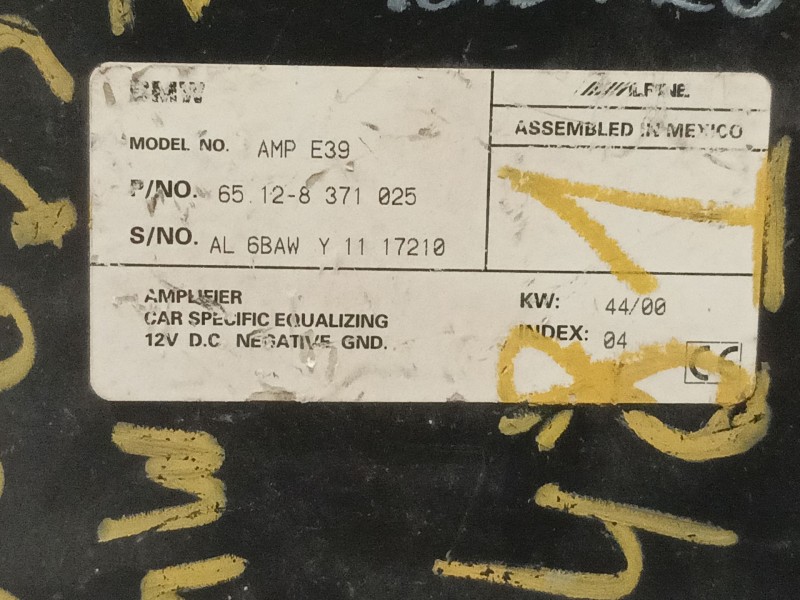 BMW
ALPINE
ASSEMBLED IN MEXICO
MODEL NO. AMP E39
P/NO. 65.12-8 371 025
S/NO. AL 6BAW Y 11 17210
AMPLIFIER
CAR SPECIFIC EQUALIZING
12V D.C NEGATIVE GND.
KW: 44/00
INDEX: 04
CE